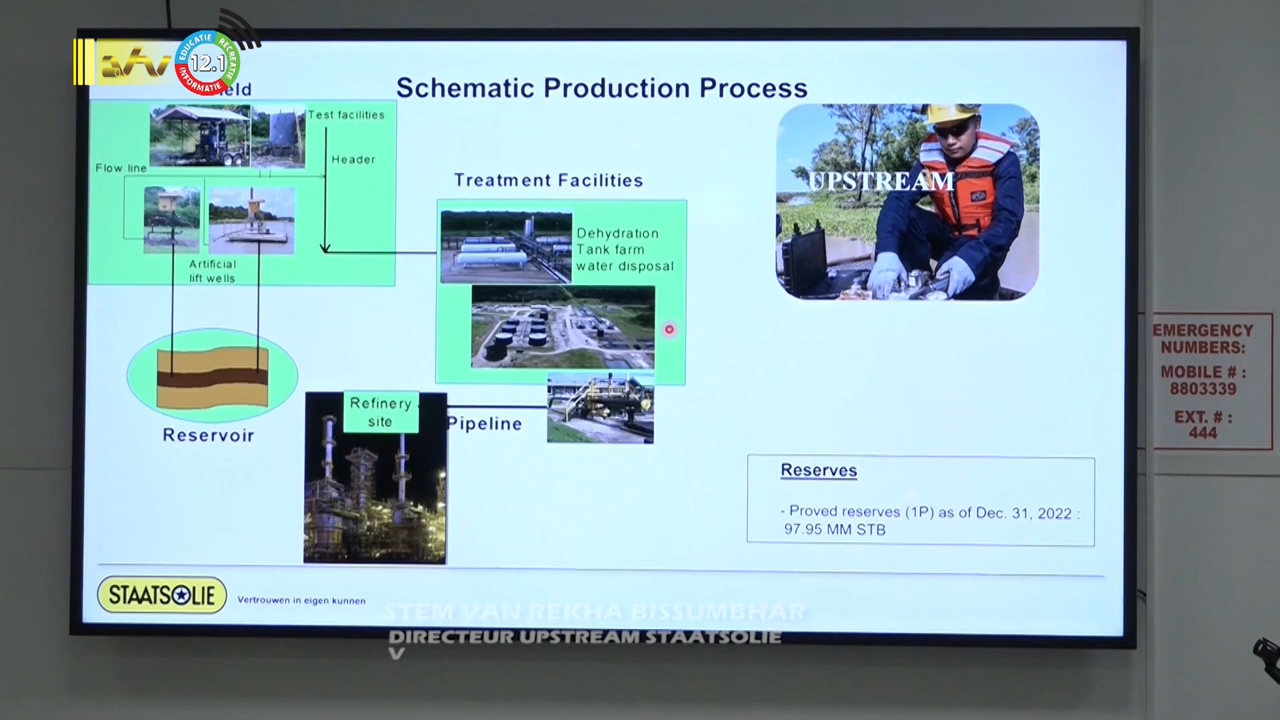 EDUCATIE
RECREATIE
INFORMATIE
12.1
Schematic Production Process
Test facilities
Header
Flow line
Artificial
lift wells
Reservoir
Treatment Facilities
Dehydration
Tank farm
water disposal
Refinery
site
Pipeline
UPSTREAM
Reserves
- Proved reserves (1P) as of Dec. 31, 2022 :
97.95 MM STB
STAATSOLIE
Vertrouwen in eigen kunnen
STEM VAN REKHA BISSUMBHAR
DIRECTEUR UPSTREAM STAATSOLIE
V
EMERGENCY
NUMBERS:
MOBILE # :
8803339
EXT. # :
444